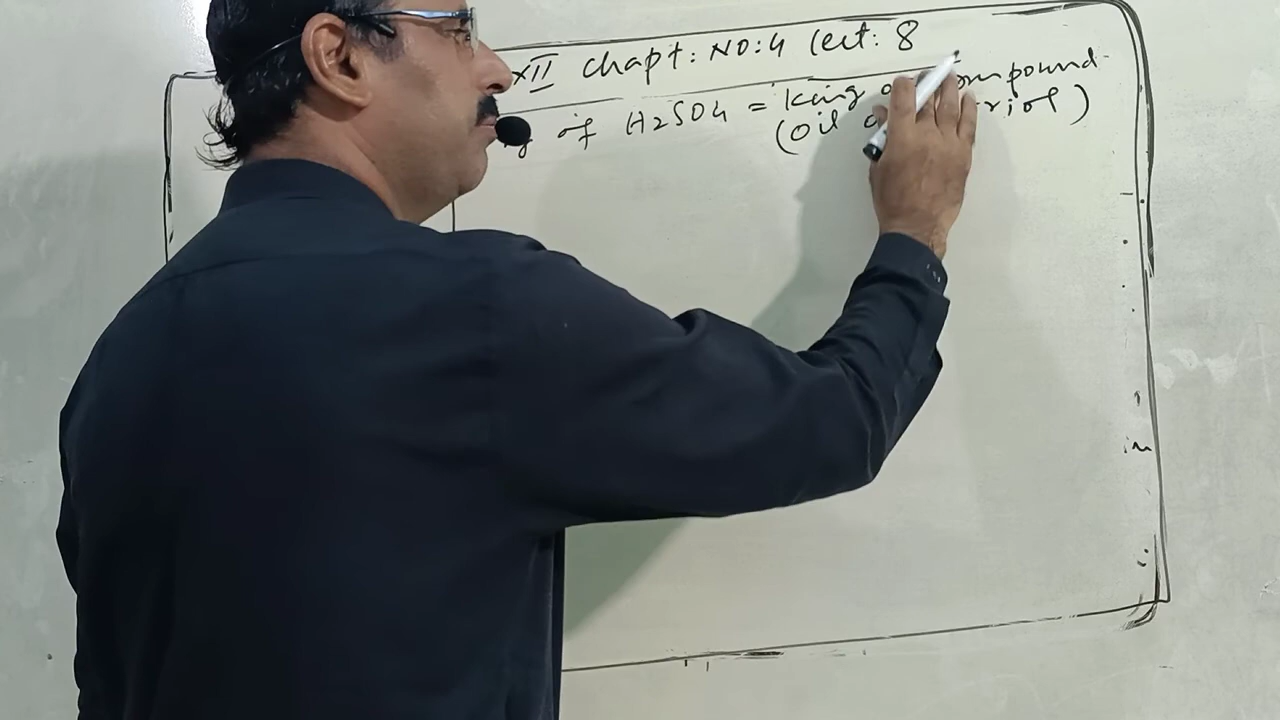 XII Chapt: NO: 4 Lect: 8
of H2SO4 = King compound
(Oil